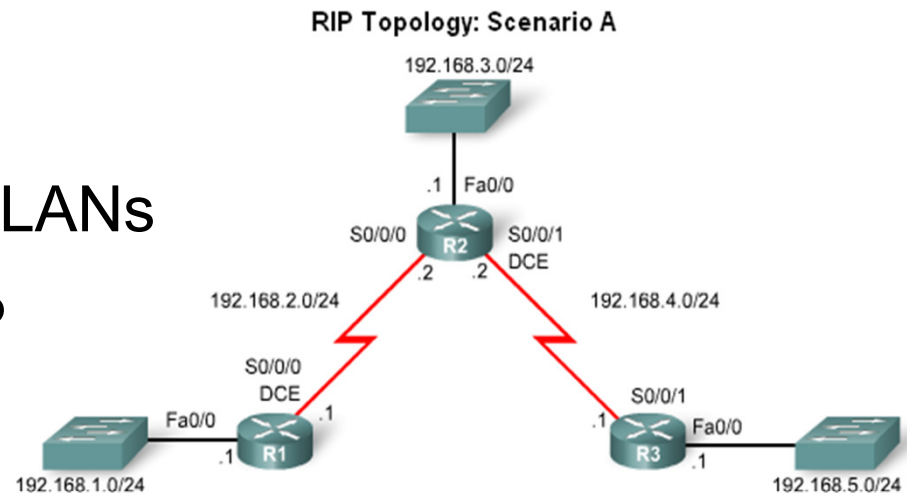 RIP Topology: Scenario A
192.168.3.0/24
LANs
.1 Fa0/0
S0/0/0
R2
S0/0/1
DCE
.2
.2
192.168.2.0/24
192.168.4.0/24
S0/0/0
DCE
.1
Fa0/0
.1
R1
S0/0/1
.1
R3
Fa0/0
.1
192.168.1.0/24
192.168.5.0/24